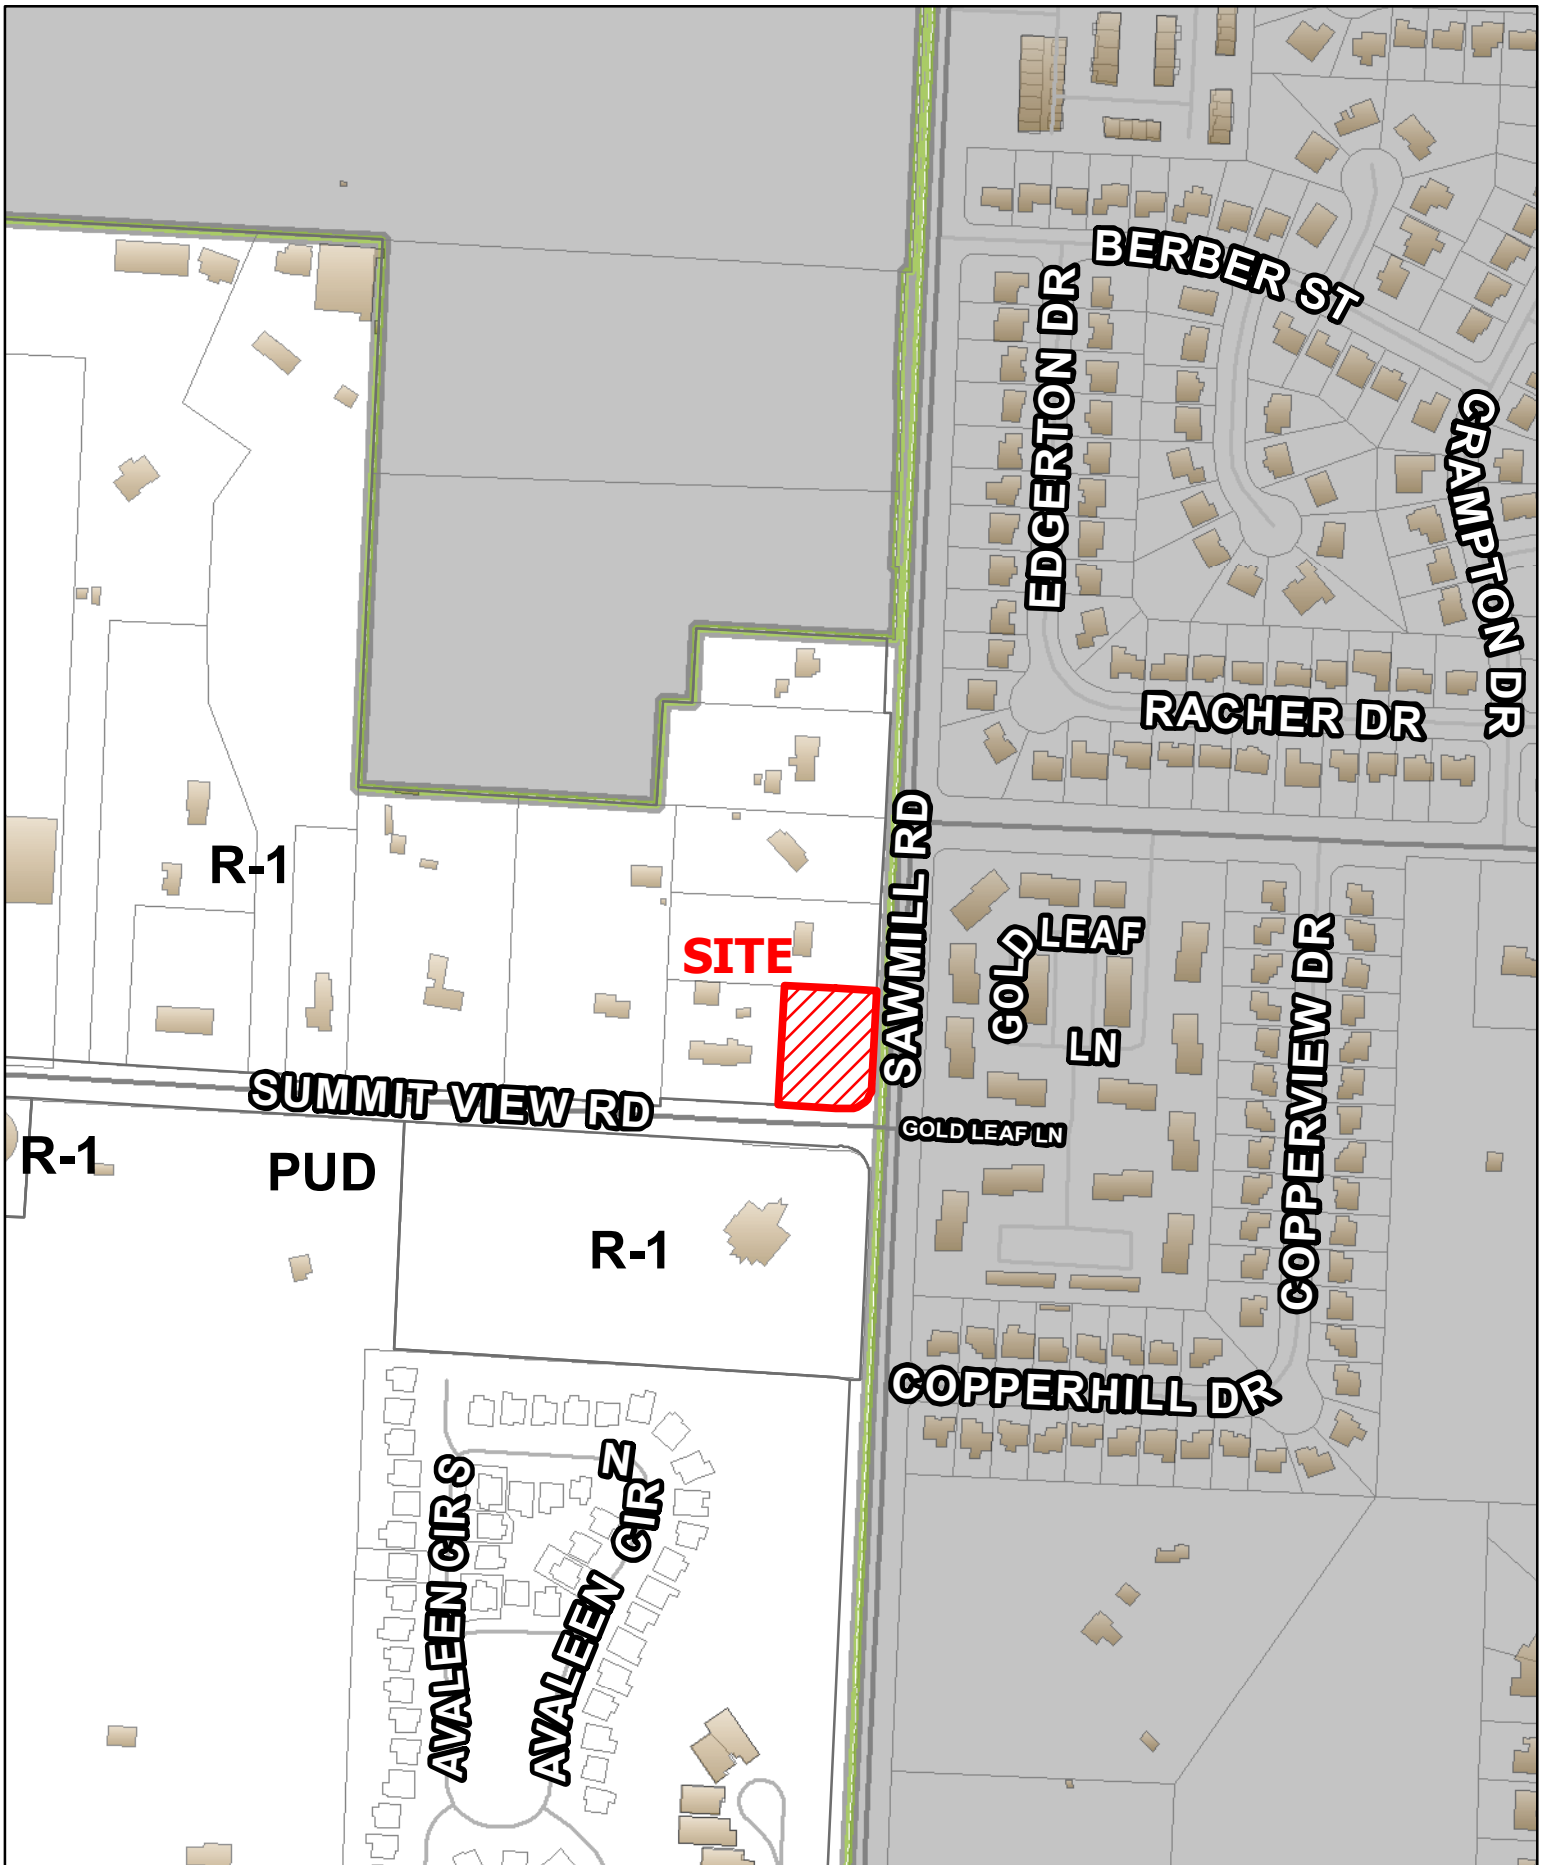 BERBER ST
EDGERTON DR
CRAMPTON DR
RACHER DR
SAWMILL RD
R-1
SITE
GOLD LEAF
LN
COPPERVIEW DR
SUMMIT VIEW RD
GOLD LEAF LN
R-1
PUD
R-1
COPPERHILL DR
AVALEEN CIR S
AVALEEN CIR N